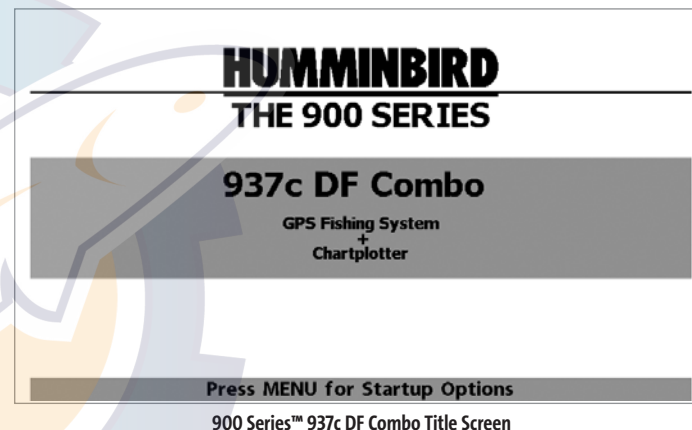 HUMMINBIRD
THE 900 SERIES
937c DF Combo
GPS Fishing System
+
Chartplotter
Press MENU for Startup Options
900 Series™ 937c DF Combo Title Screen